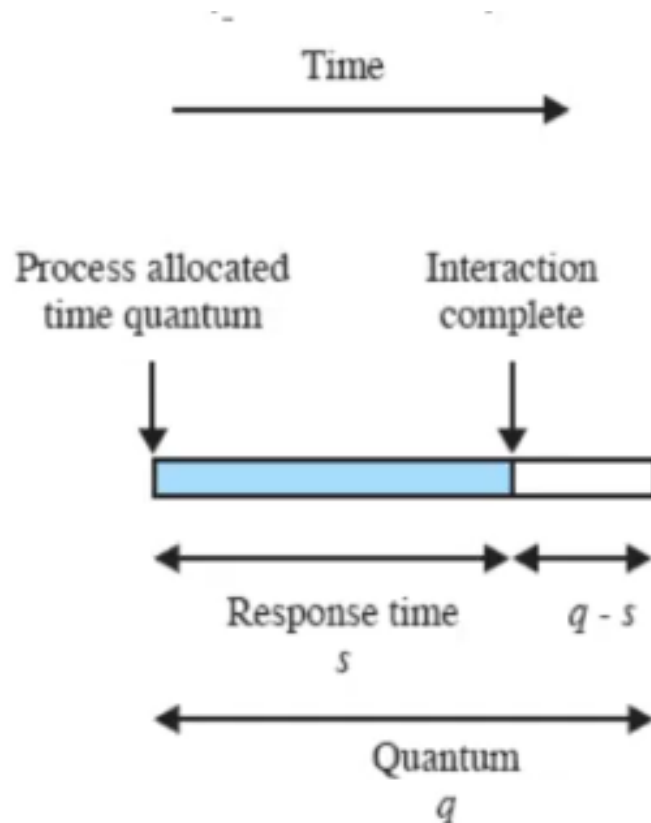 Time
Process allocated
time quantum
Interaction
complete
Response time
s
q - s
Quantum
q